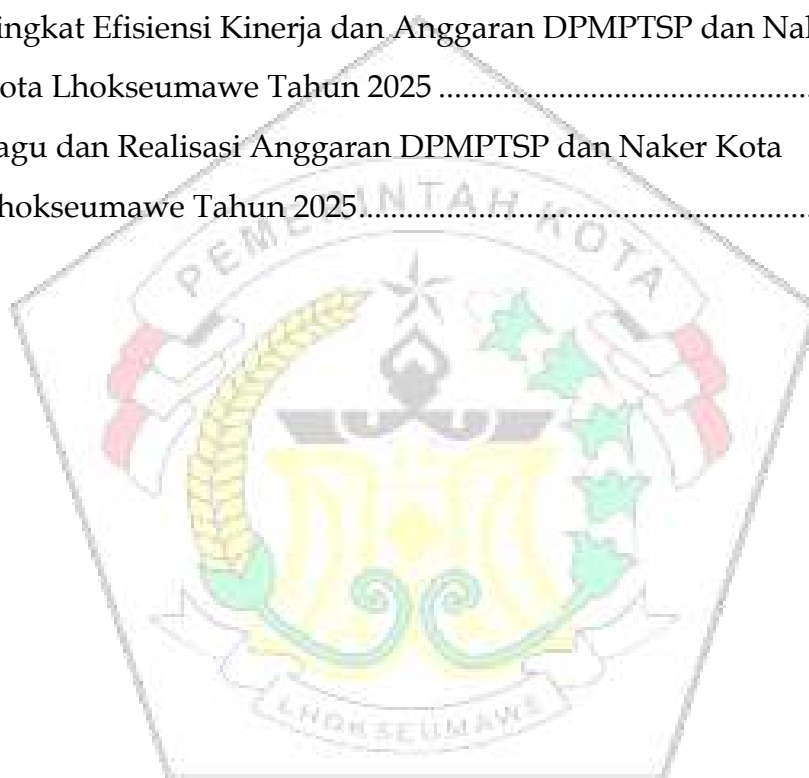 ingkat Efisiensi Kinerja dan Anggaran DPMPTSP dan Nak
ota Lhokseumawe Tahun 2025 ...............................................
agu dan Realisasi Anggaran DPMPTSP dan Naker Kota
hokseumawe Tahun 2025.........................................................
PEMERINTAH KOTA
LHOKSEUMAWE